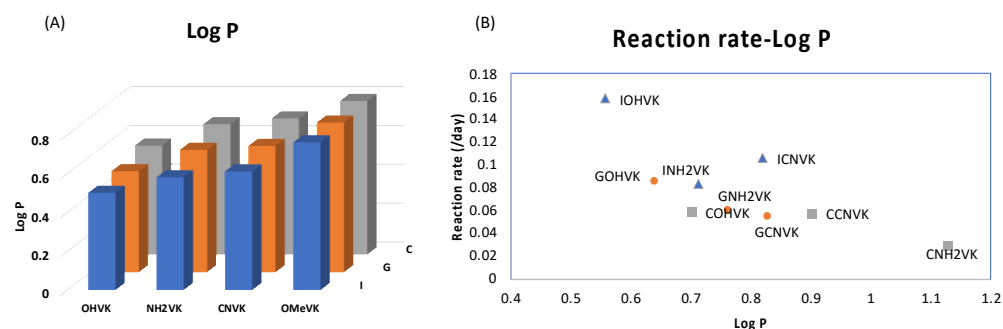 (A)
Log P
Log P
0.8
0.6
0.4
0.2
0
OHVK
NH2VK
CNVK
OMeVK
I
G
C
(B)
Reaction rate-Log P
Reaction rate (/day)
0.18
0.16
0.14
0.12
0.1
0.08
0.06
0.04
0.02
0
IOHVK
ICNVK
GOHVK
INH2VK
GNH2VK
COHVK
CCNVK
GCNVK
CNH2VK
0.4
0.5
0.6
0.7
0.8
0.9
1
1.1
1.2
Log P